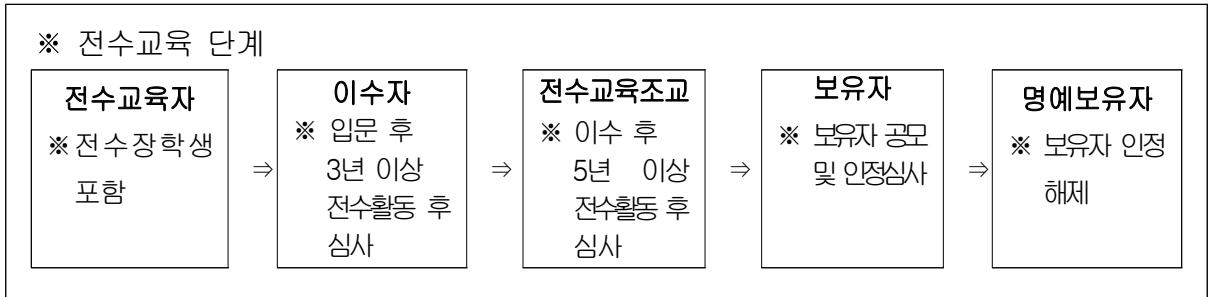 ※ 전수교육 단계
전수교육자
※전수장학생
포함
⇒
이수자
※ 입문 후
3년 이상
전수활동 후
심사
⇒
전수교육조교
※ 이수 후
5년 이상
전수활동 후
심사
⇒
보유자
※ 보유자 공모
및 인정심사
⇒
명예보유자
※ 보유자 인정
해제